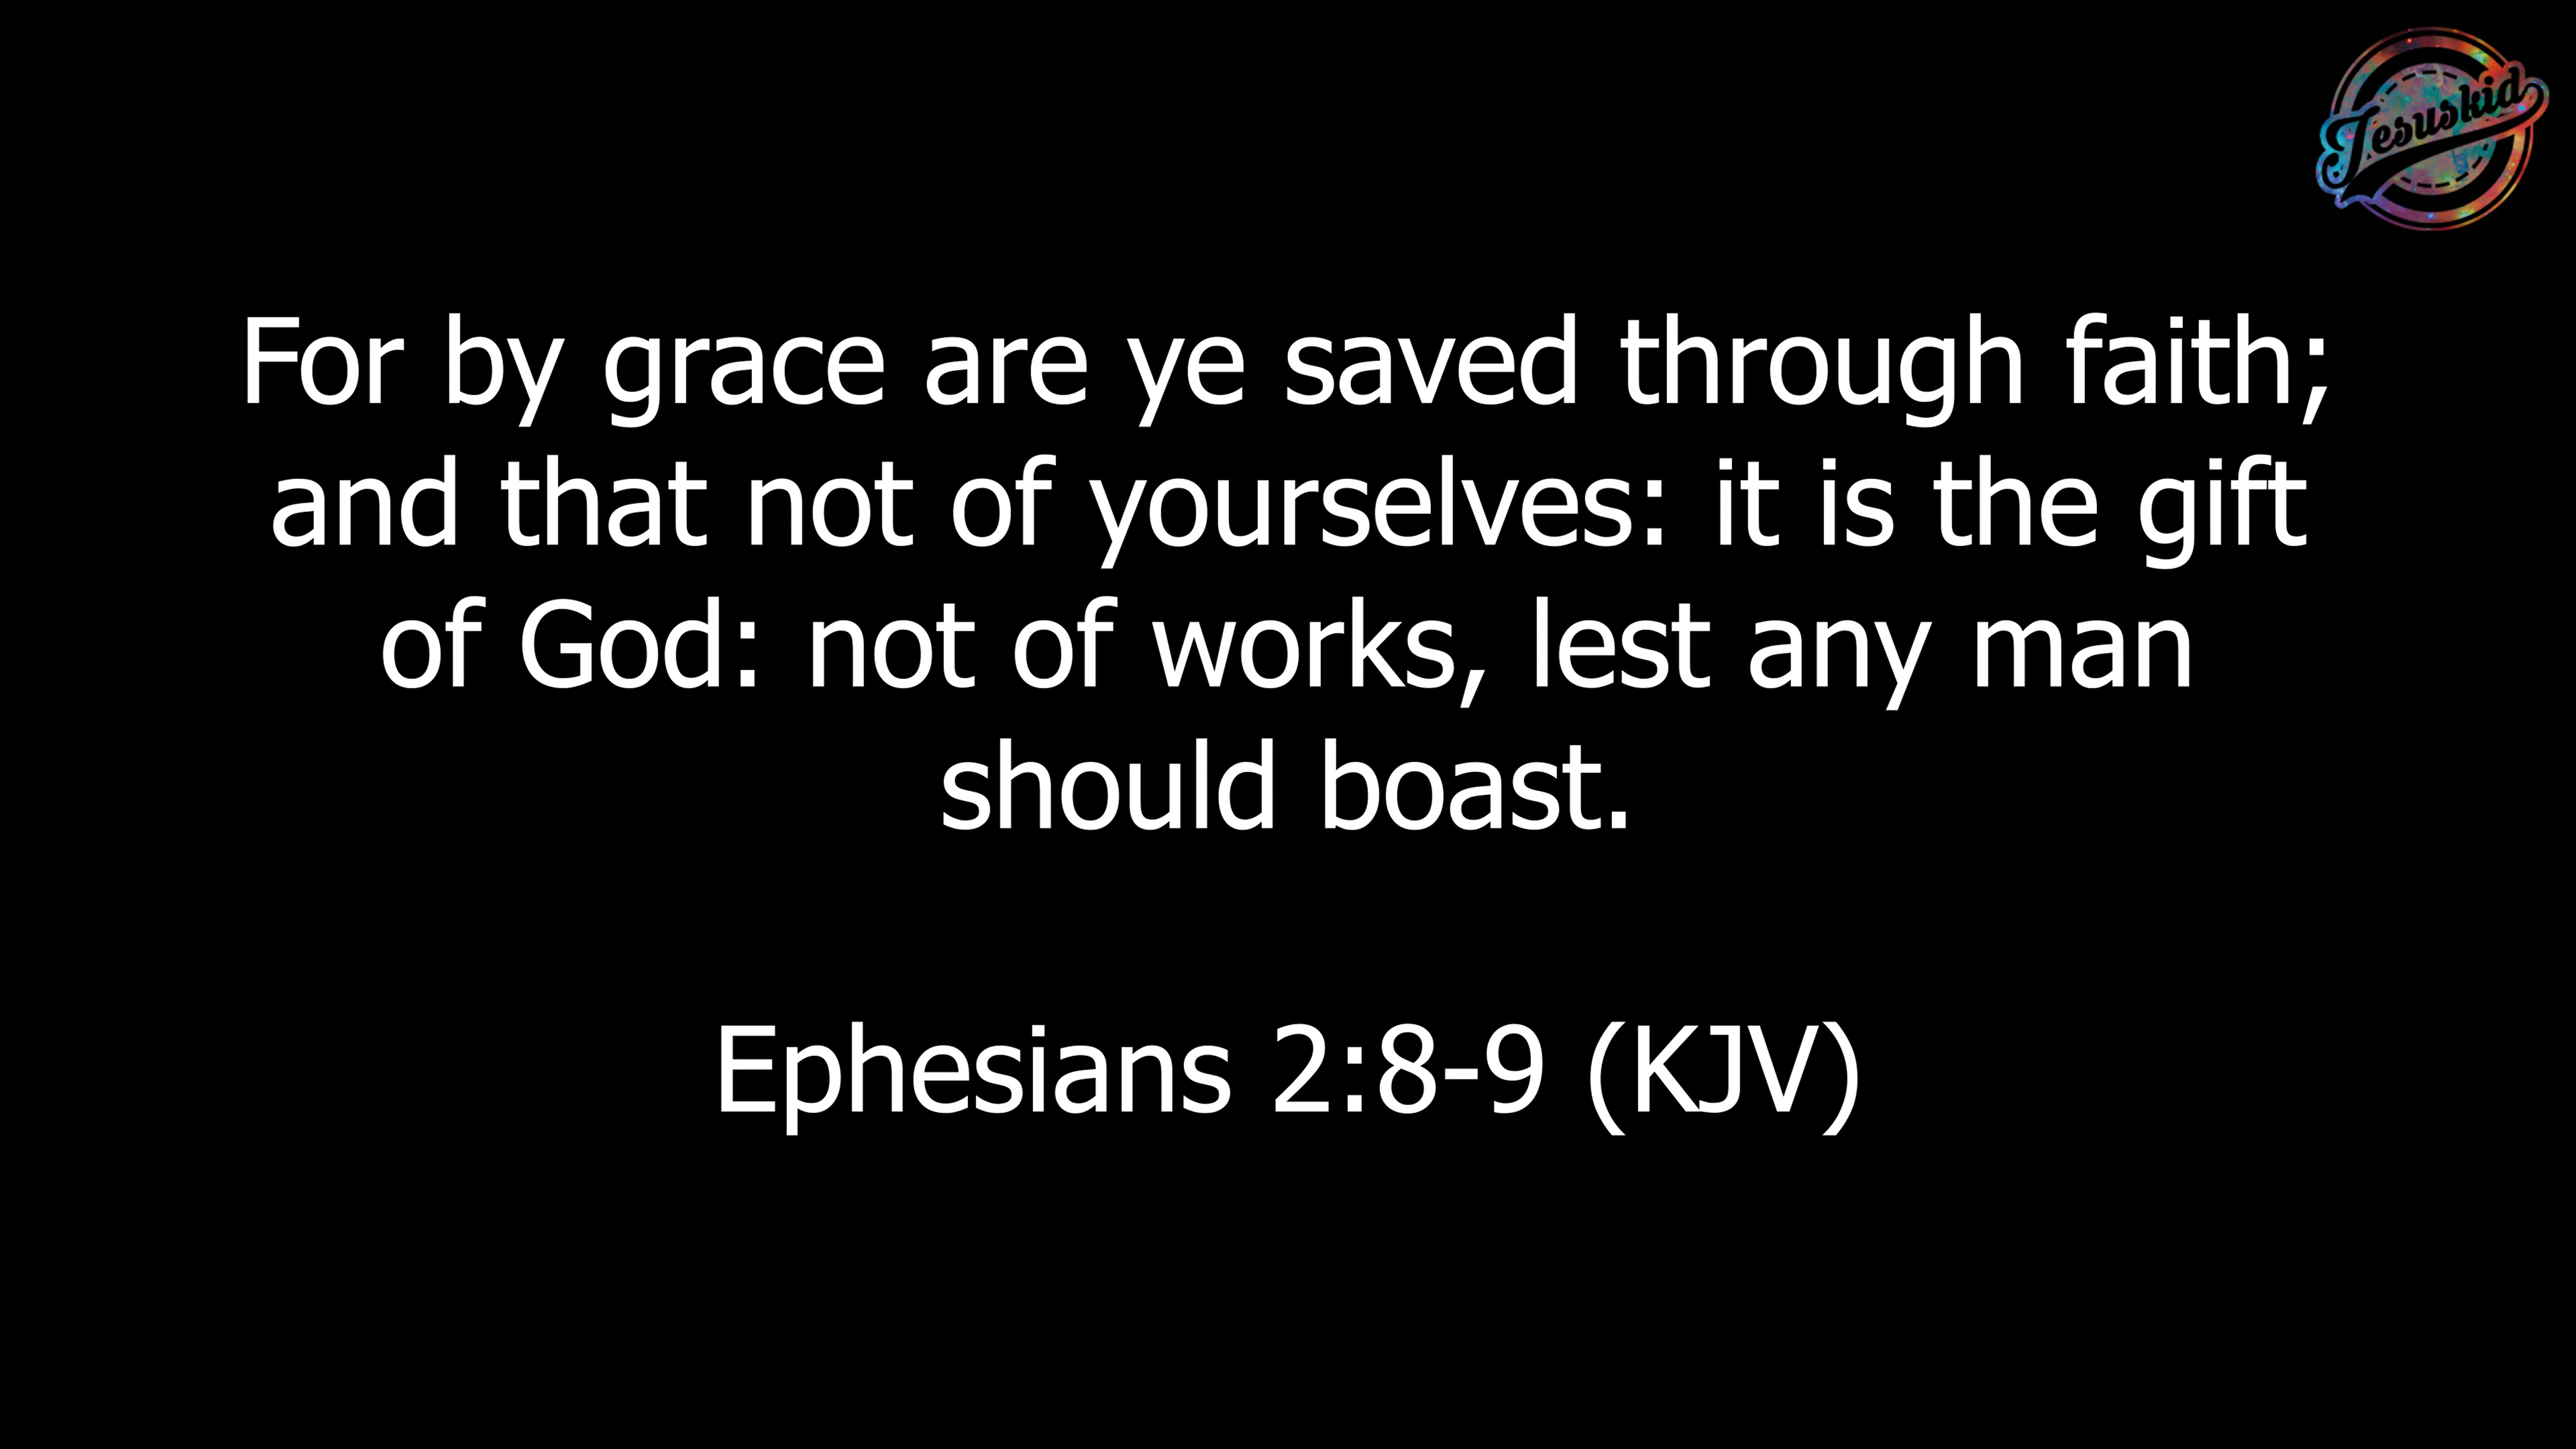 Jesuskid
For by grace are ye saved through faith;
and that not of yourselves: it is the gift
of God: not of works, lest any man
should boast.
Ephesians 2:8-9 (KJV)